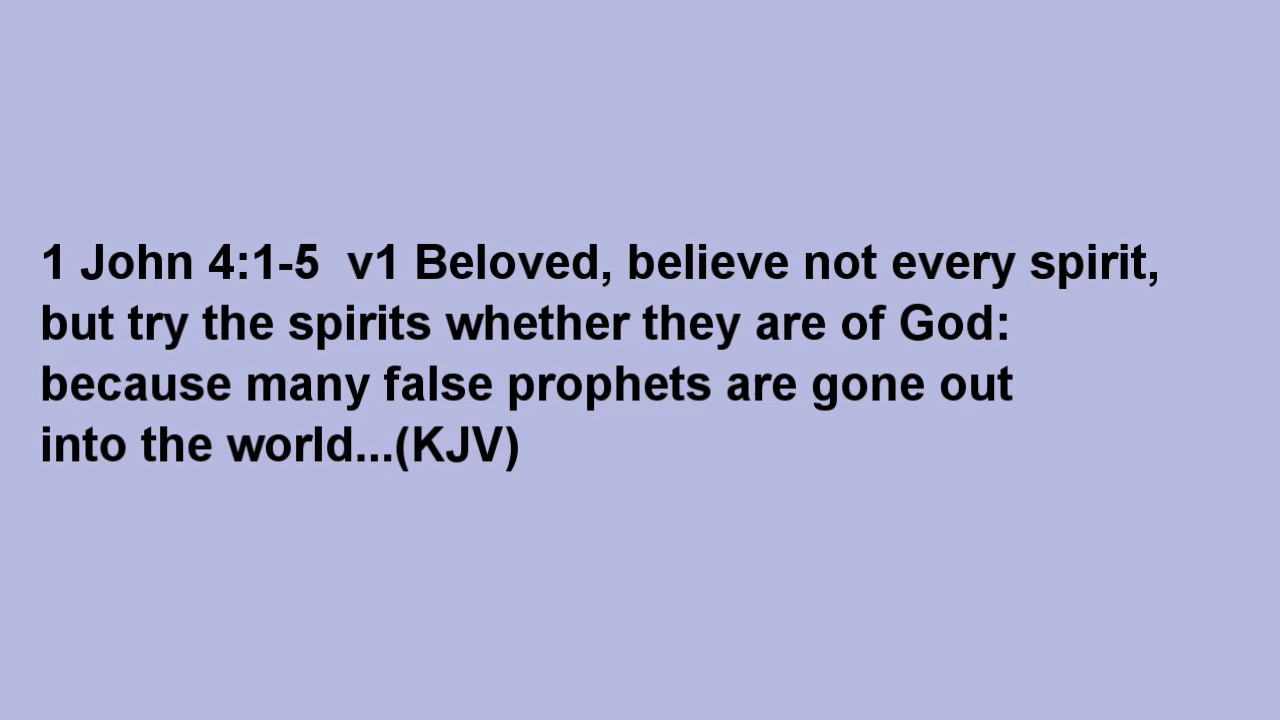 1 John 4:1-5  v1 Beloved, believe not every spirit,
but try the spirits whether they are of God:
because many false prophets are gone out
into the world...(KJV)